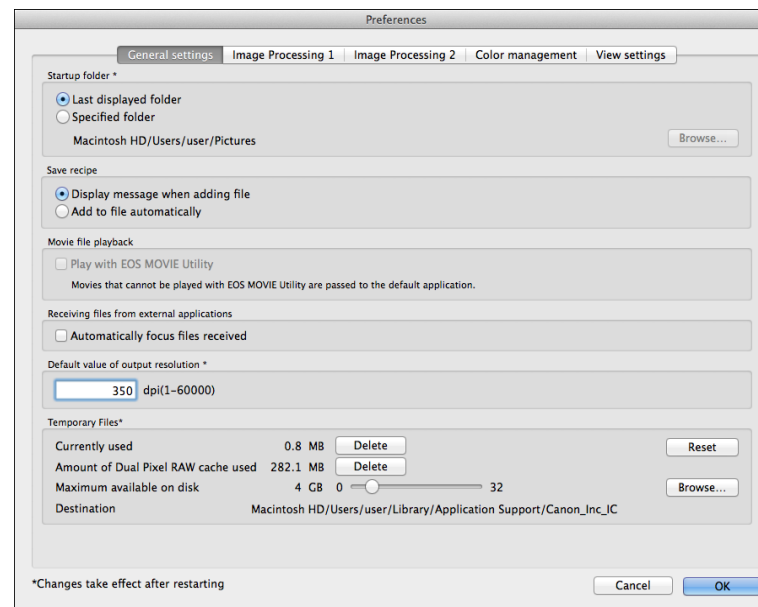 Preferences
General settings Image Processing 1 Image Processing 2 Color management View settings
Startup folder *
Last displayed folder
Specified folder
Macintosh HD/Users/user/Pictures Browse...
Save recipe
Display message when adding file
Add to file automatically
Movie file playback
Play with EOS MOVIE Utility
Movies that cannot be played with EOS MOVIE Utility are passed to the default application.
Receiving files from external applications
Automatically focus files received
Default value of output resolution *
350 dpi(1-60000)
Temporary Files*
Currently used 0.8 MB Delete Reset
Amount of Dual Pixel RAW cache used 282.1 MB Delete
Maximum available on disk 4 GB 0 32 Browse...
Destination Macintosh HD/Users/user/Library/Application Support/Canon_Inc_IC
*Changes take effect after restarting Cancel OK